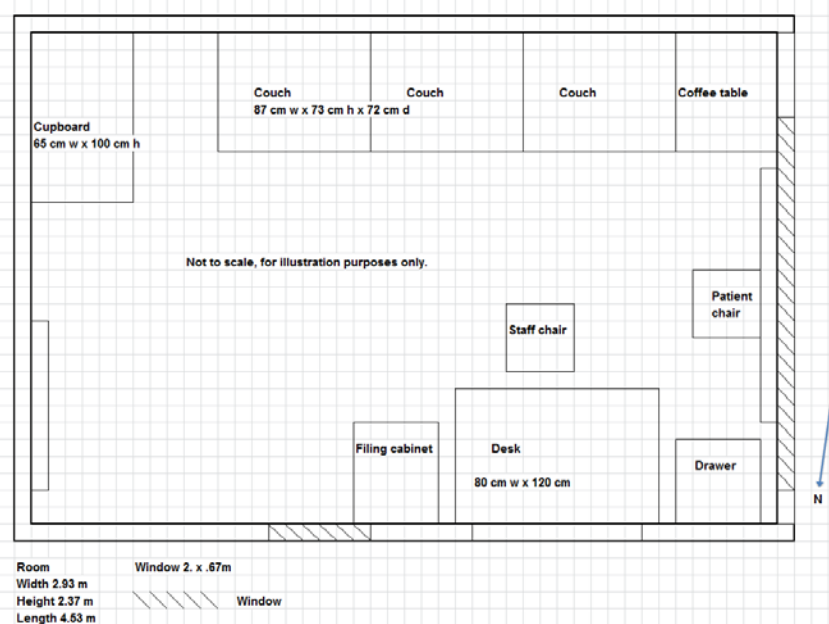 Couch
Couch
Couch
Coffee table
87 cm w x 73 cm h x 72 cm d
Cupboard
65 cm w x 100 cm h
Not to scale, for illustration purposes only.
Patient
chair
Staff chair
Filing cabinet
Desk
Drawer
80 cm w x 120 cm
N
Room
Window 2. x .67m
Width 2.93 m
Height 2.37 m
Window
Length 4.53 m